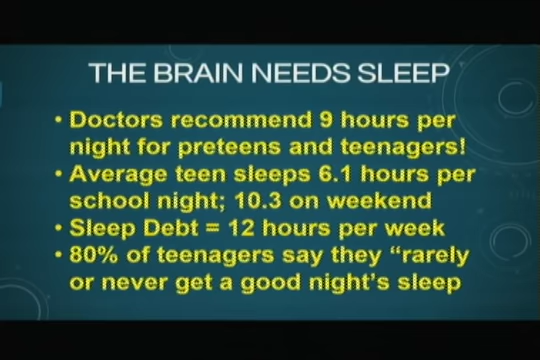 THE BRAIN NEEDS SLEEP
• Doctors recommend 9 hours per
night for preteens and teenagers!
• Average teen sleeps 6.1 hours per
school night; 10.3 on weekend
• Sleep Debt = 12 hours per week
• 80% of teenagers say they “rarely
or never get a good night’s sleep